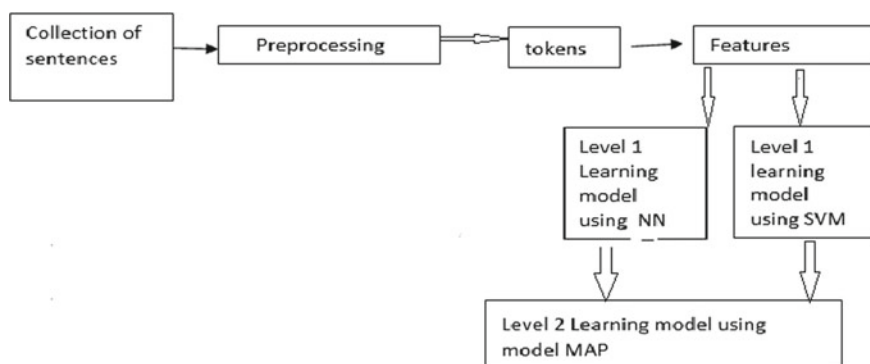 Collection of
sentences
Preprocessing
tokens
Features
Level 1
Learning
model
using NN
Level 1
learning
model
using SVM
Level 2 Learning model using
model MAP